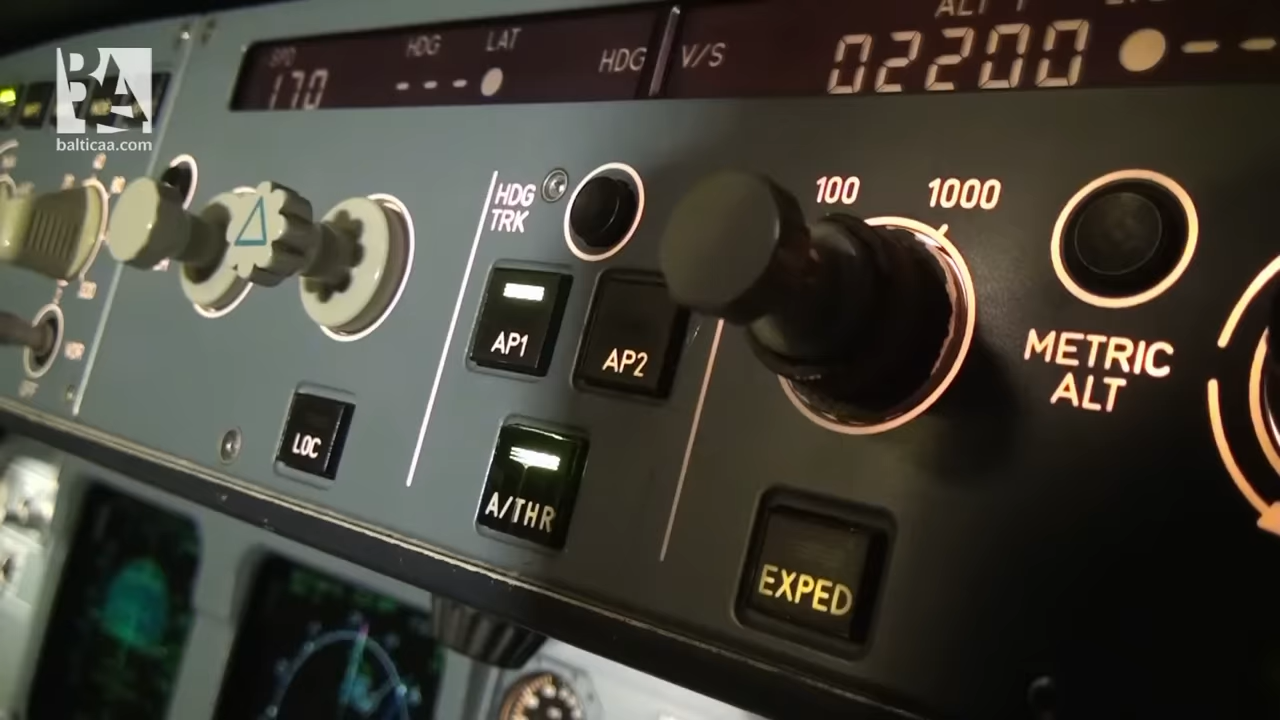 BA
balticaa.com
SPD
170
HDG
---
LAT
HDG
V/S
ALT
02200
--
HDG
TRK
100
1000
AP1
AP2
METRIC
ALT
LOC
A/THR
EXPED
VOR